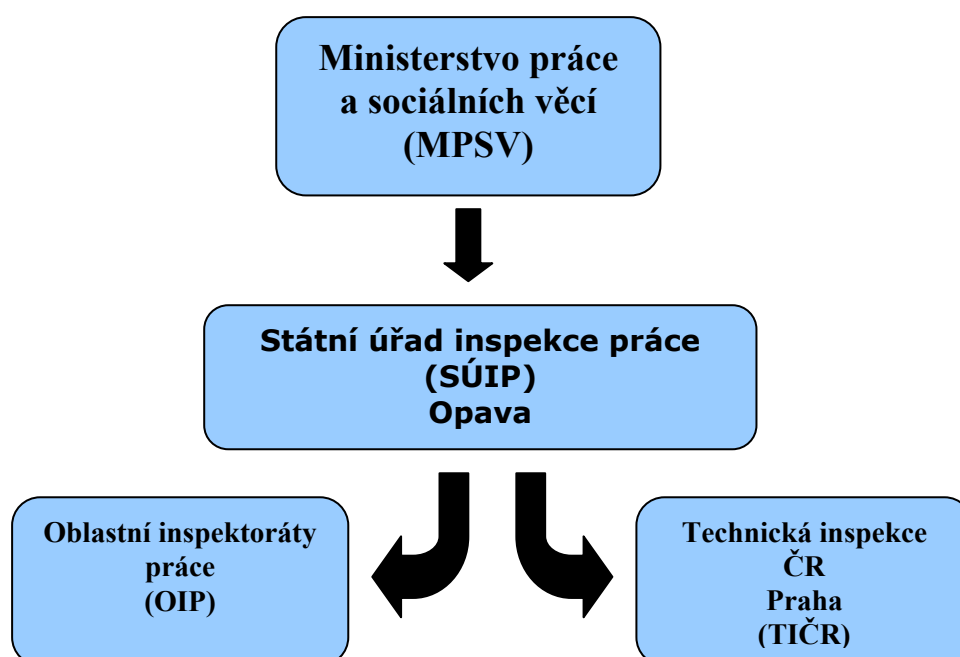 Ministerstvo práce
a sociálních věcí
(MPSV)
Státní úřad inspekce práce
(SÚIP)
Opava
Oblastní inspektoráty
práce
(OIP)
Technická inspekce
ČR
Praha
(TIČR)